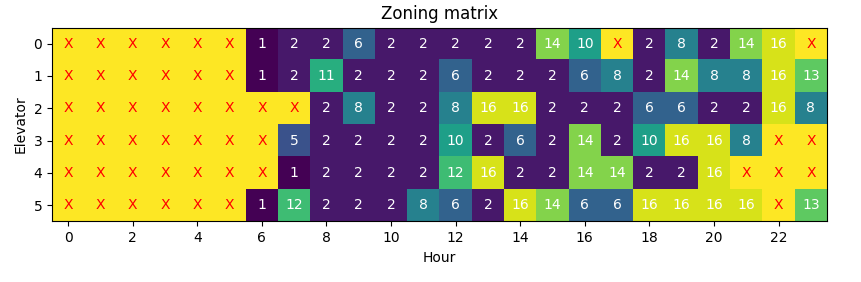 Zoning matrix
0 X X X X X X 1 2 2 6 2 2 2 2 2 14 10 X 2 8 2 14 16 X
1 X X X X X X 1 2 11 2 2 2 6 2 2 2 6 8 2 14 8 8 16 13
Elevator
2 X X X X X X X X 2 8 2 2 8 16 16 2 2 2 6 6 2 2 16 8
3 X X X X X X X 5 2 2 2 2 10 2 6 2 14 2 10 16 16 8 X X
4 X X X X X X X 1 2 2 2 2 12 16 2 2 14 14 2 2 16 X X X
5 X X X X X X 1 12 2 2 2 8 6 2 16 14 6 6 16 16 16 16 X 13
0 2 4 6 8 10 12 14 16 18 20 22
Hour